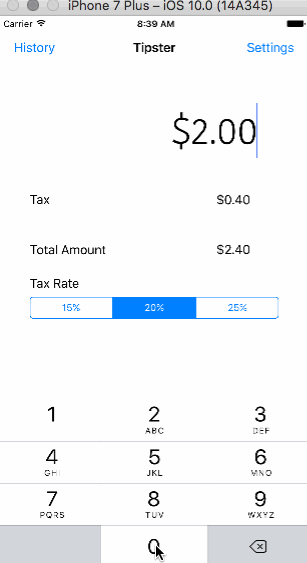 iPhone 7 Plus – iOS 10.0 (14A345)
Carrier 8:39 AM
History Tipster Settings
$2.00
Tax $0.40
Total Amount $2.40
Tax Rate
15% 20% 25%
1 2 3
ABC DEF
4 5 6
GHI JKL MNO
7 8 9
PQRS TUV WXYZ
0